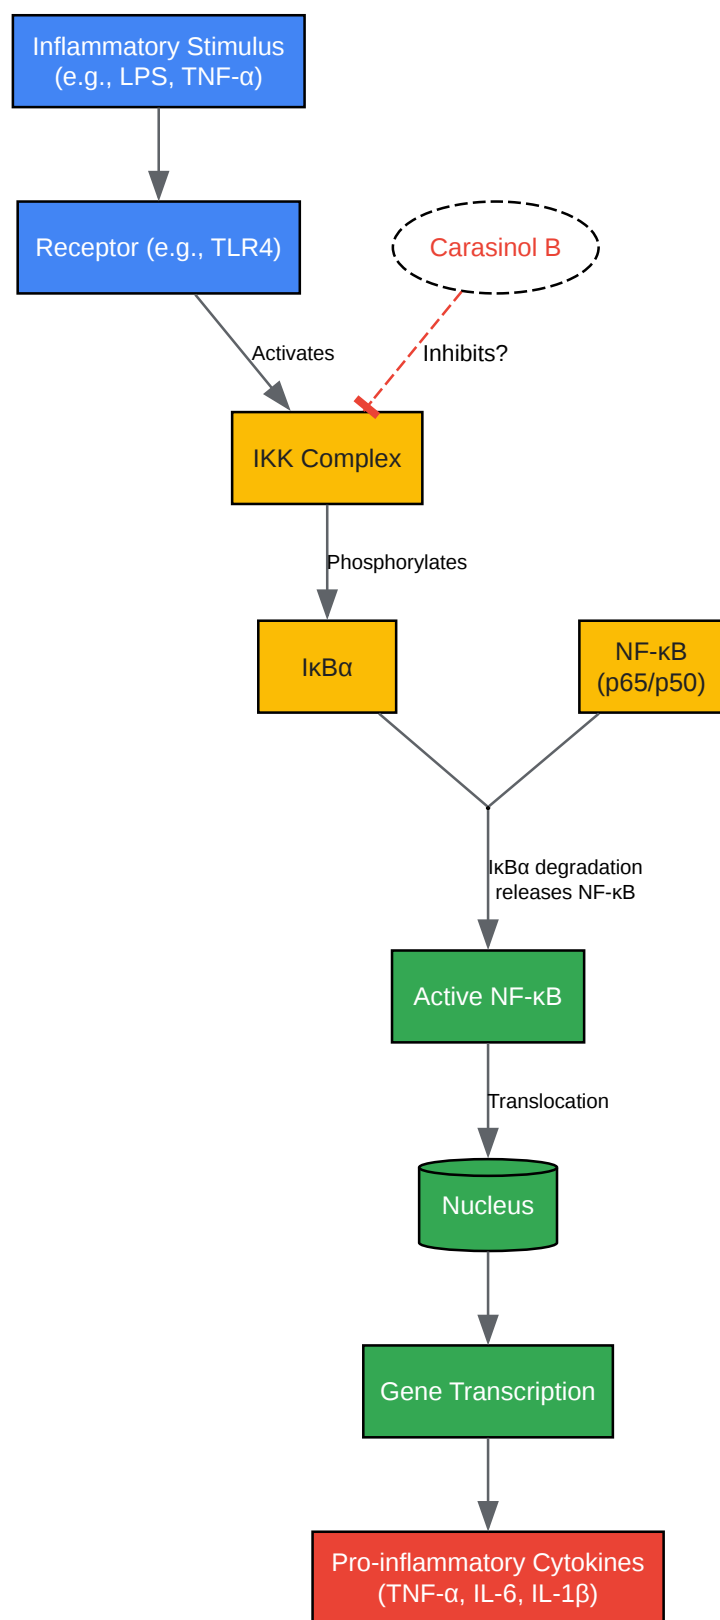 Inflammatory Stimulus
(e.g., LPS, TNF-α)
Receptor (e.g., TLR4)
Carasinol B
Activates
Inhibits?
IKK Complex
Phosphorylates
IκBα
NF-κB
(p65/p50)
IκBα degradation
releases NF-κB
Active NF-κB
Translocation
Nucleus
Gene Transcription
Pro-inflammatory Cytokines
(TNF-α, IL-6, IL-1β)